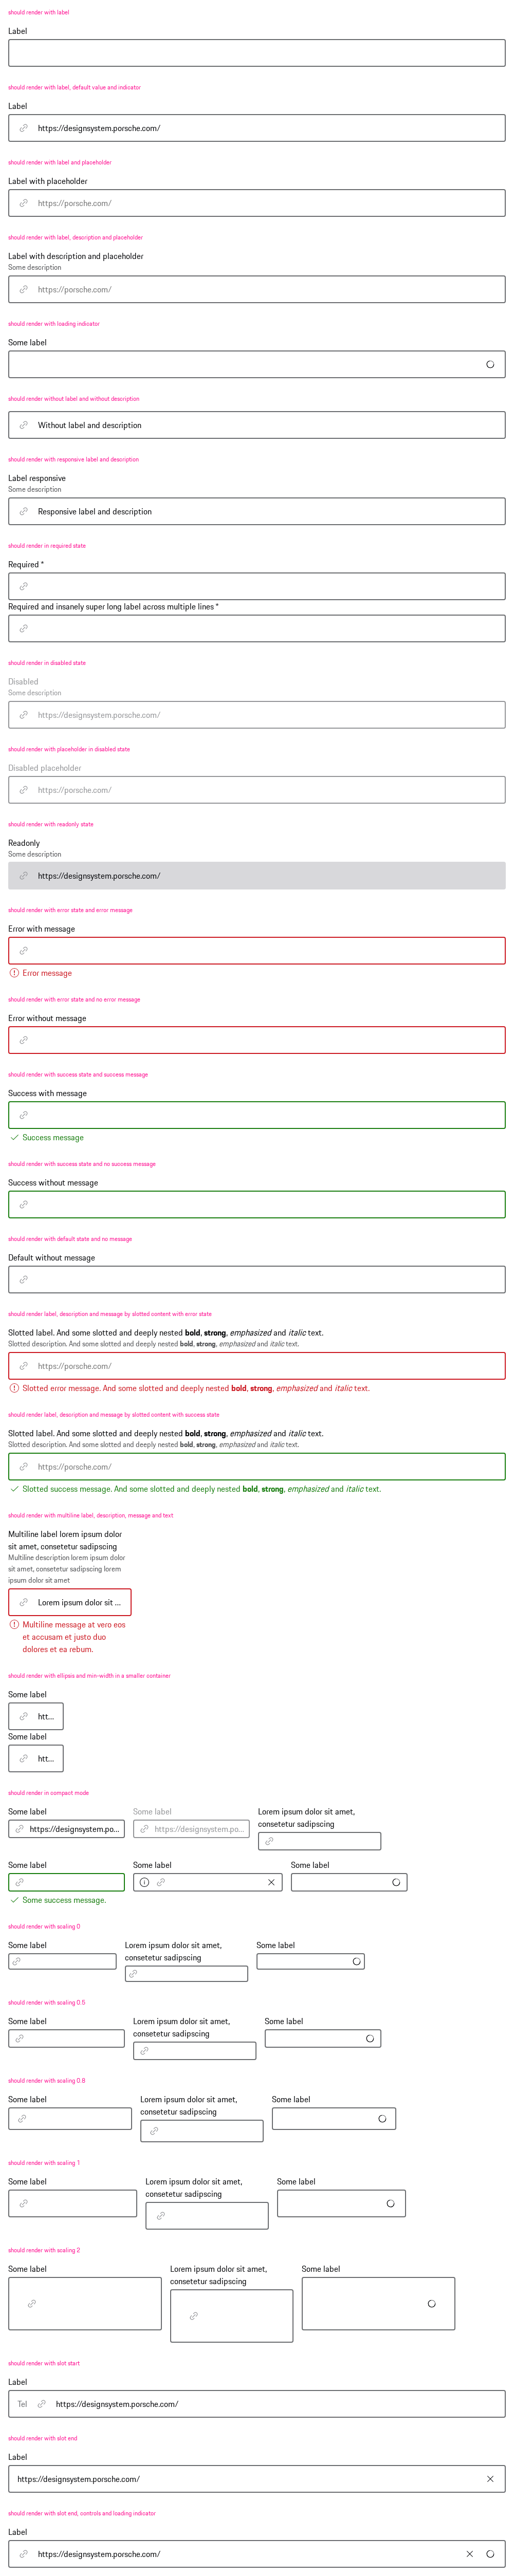 should render with label
Label
should render with label, default value and indicator
Label
https://designsystem.porsche.com/
should render with label and placeholder
Label with placeholder
https://porsche.com/
should render with label, description and placeholder
Label with description and placeholder
Some description
https://porsche.com/
should render with loading indicator
Some label
should render without label and without description
Without label and description
should render with responsive label and description
Label responsive
Some description
Responsive label and description
should render in required state
Required *
Required and insanely super long label across multiple lines *
should render in disabled state
Disabled
Some description
https://designsystem.porsche.com/
should render with placeholder in disabled state
Disabled placeholder
https://porsche.com/
should render with readonly state
Readonly
Some description
https://designsystem.porsche.com/
should render with error state and error message
Error with message
Error message
should render with error state and no error message
Error without message
should render with success state and success message
Success with message
Success message
should render with success state and no success message
Success without message
should render with default state and no message
Default without message
should render label, description and message by slotted content with error state
Slotted label. And some slotted and deeply nested bold, strong, emphasized and italic text.
Slotted description. And some slotted and deeply nested bold, strong, emphasized and italic text.
https://porsche.com/
Slotted error message. And some slotted and deeply nested bold, strong, emphasized and italic text.
should render label, description and message by slotted content with success state
Slotted label. And some slotted and deeply nested bold, strong, emphasized and italic text.
Slotted description. And some slotted and deeply nested bold, strong, emphasized and italic text.
https://porsche.com/
Slotted success message. And some slotted and deeply nested bold, strong, emphasized and italic text.
should render with multiline label, description, message and text
Multiline label lorem ipsum dolor
sit amet, consetetur sadipscing
Multiline description lorem ipsum dolor
sit amet, consetetur sadipscing lorem
ipsum dolor sit amet
Lorem ipsum dolor sit ...
Multiline message at vero eos
et accusam et justo duo
dolores et ea rebum.
should render with ellipsis and min-width in a smaller container
Some label
htt...
Some label
htt...
should render in compact mode
Some label
https://designsystem.po...
Some label
https://designsystem.po...
Lorem ipsum dolor sit amet,
consetetur sadipscing
Some label
Some success message.
Some label
Some label
should render with scaling 0
Some label
Lorem ipsum dolor sit amet,
consetetur sadipscing
Some label
should render with scaling 0.5
Some label
Lorem ipsum dolor sit amet,
consetetur sadipscing
Some label
should render with scaling 0.8
Some label
Lorem ipsum dolor sit amet,
consetetur sadipscing
Some label
should render with scaling 1
Some label
Lorem ipsum dolor sit amet,
consetetur sadipscing
Some label
should render with scaling 2
Some label
Lorem ipsum dolor sit amet,
consetetur sadipscing
Some label
should render with slot start
Label
Tel https://designsystem.porsche.com/
should render with slot end
Label
https://designsystem.porsche.com/
should render with slot end, controls and loading indicator
Label
https://designsystem.porsche.com/